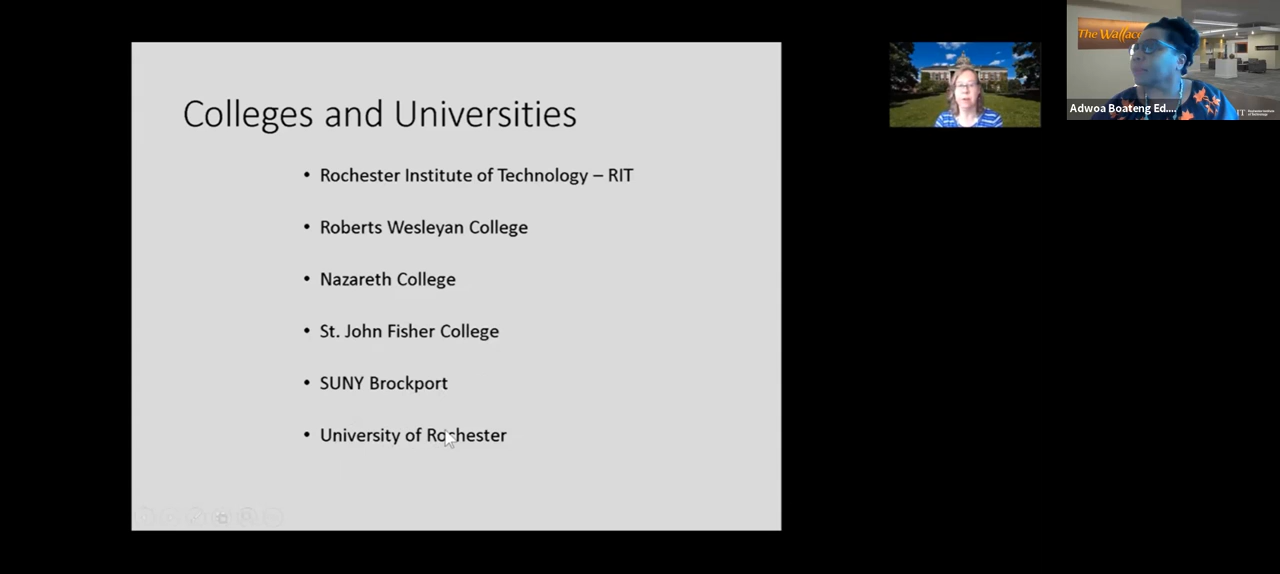 Colleges and Universities
• Rochester Institute of Technology – RIT
• Roberts Wesleyan College
• Nazareth College
• St. John Fisher College
• SUNY Brockport
• University of Rochester
The Wallace
Adwoa Boateng Ed....